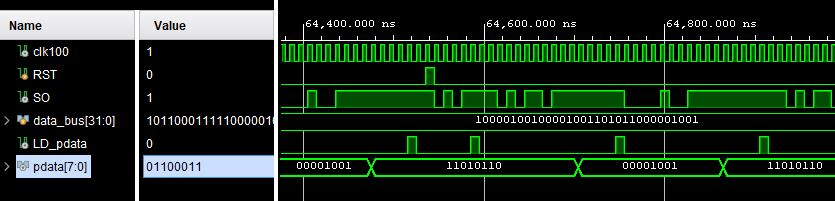 Name Value 64,400.000 ns 64,600.000 ns 64,800.000 ns
clk100 1
RST 0
SO 1
data_bus[31:0] 1011000111110000010 10000100100001001101011000001001
LD_pdata 0
pdata[7:0] 01100011 00001001 11010110 00001001 11010110